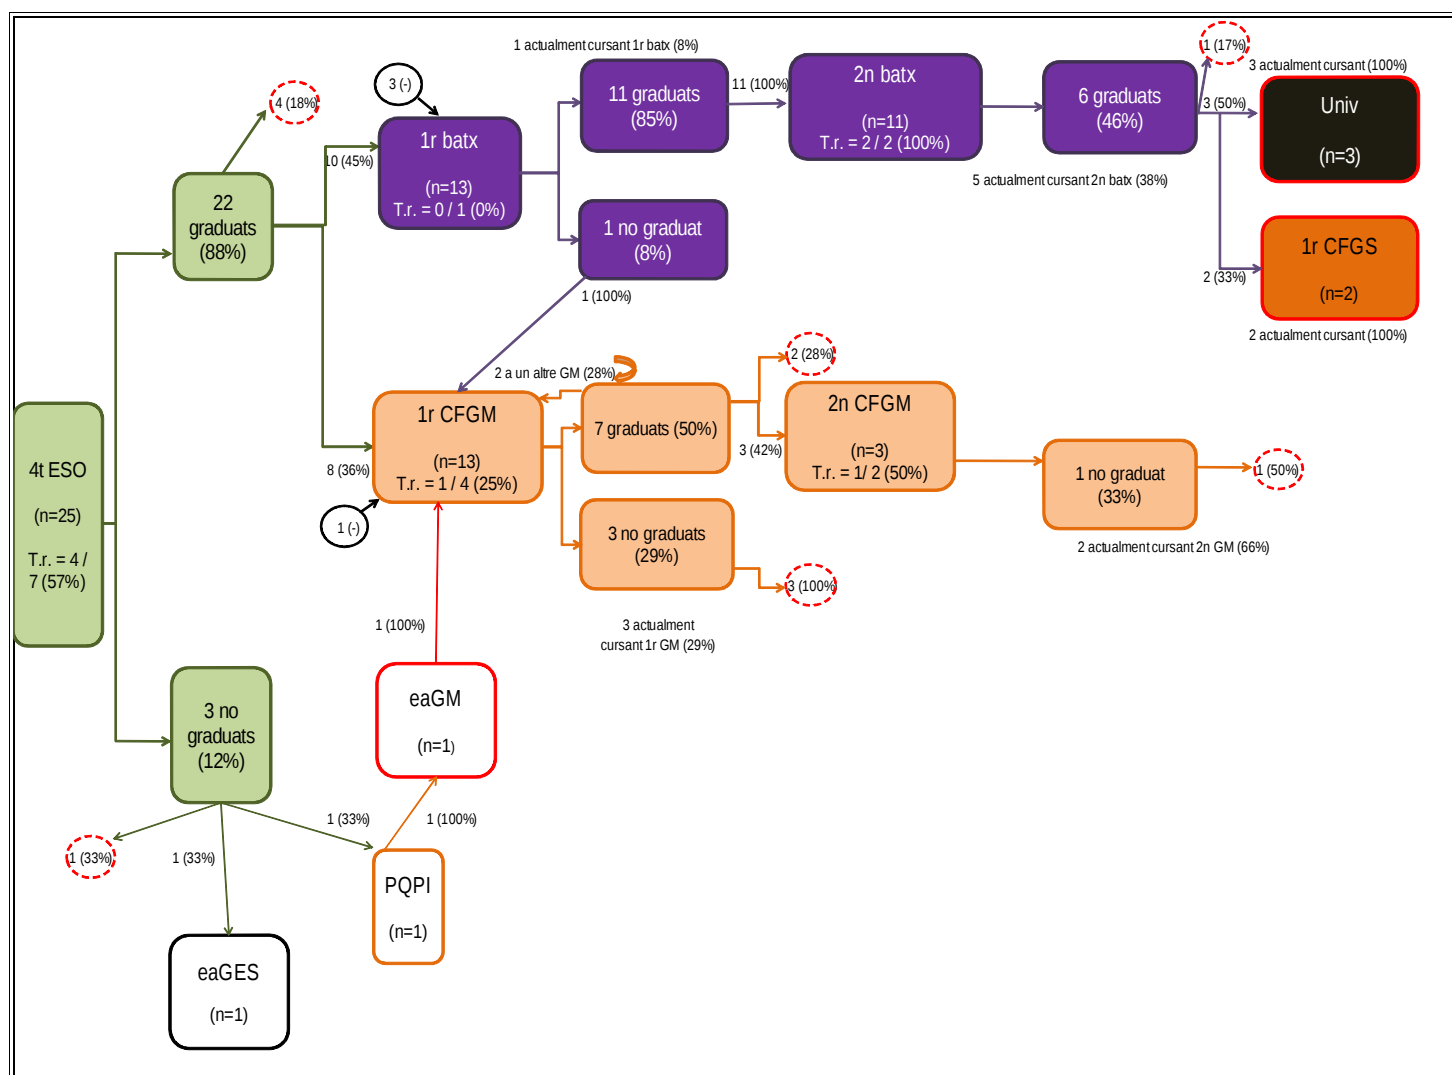 1 (17%)
1 actualment cursant 1r batx (8%)
3 actualment cursant (100%)
11 graduats
(85%)
11 (100%)
2n batx
(n=11)
T.r. = 2 / 2 (100%)
6 graduats
(46%)
3 (50%)
Univ
(n=3)
4 (18%)
3 (-)
1r batx
(n=13)
T.r. = 0 / 1 (0%)
10 (45%)
5 actualment cursant 2n batx (38%)
22
graduats
(88%)
1 no graduat
(8%)
1r CFGS
(n=2)
2 (33%)
1 (100%)
2 actualment cursant (100%)
2 (28%)
2 a un altre GM (28%)
1r CFGM
(n=13)
T.r. = 1 / 4 (25%)
7 graduats (50%)
2n CFGM
(n=3)
T.r. = 1/ 2 (50%)
3 (42%)
8 (36%)
1 no graduat
(33%)
1 (50%)
4t ESO
(n=25)
T.r. = 4 /
7 (57%)
1 (-)
3 no graduats
(29%)
2 actualment cursant 2n GM (66%)
3 (100%)
1 (100%)
3 actualment
cursant 1r GM (29%)
3 no
graduats
(12%)
eaGM
(n=1)
1 (33%)
1 (100%)
1 (33%)
1 (33%)
PQPI
(n=1)
eaGES
(n=1)